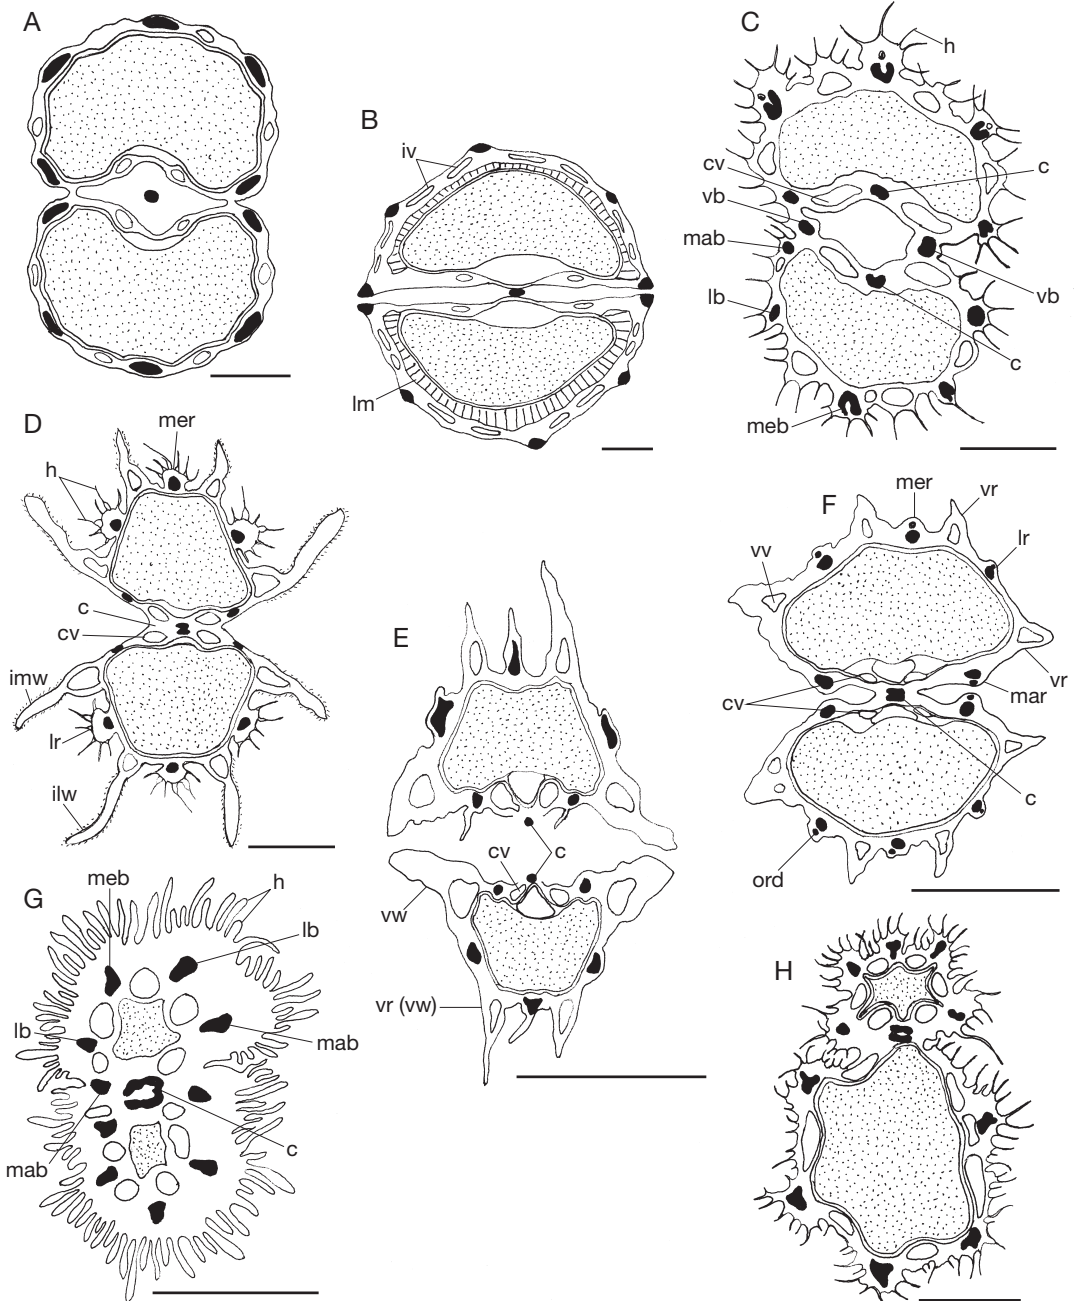 A
B
iv
lm
C
h
cv
vb
mab
lb
meb
c
vb
c
D
mer
h
c
cv
imw
lr
ilw
E
cv
c
vw
vr (vw)
F
mer
vr
vv
lr
cv
vr
mar
c
ord
G
meb
h
lb
lb
mab
mab
c
H